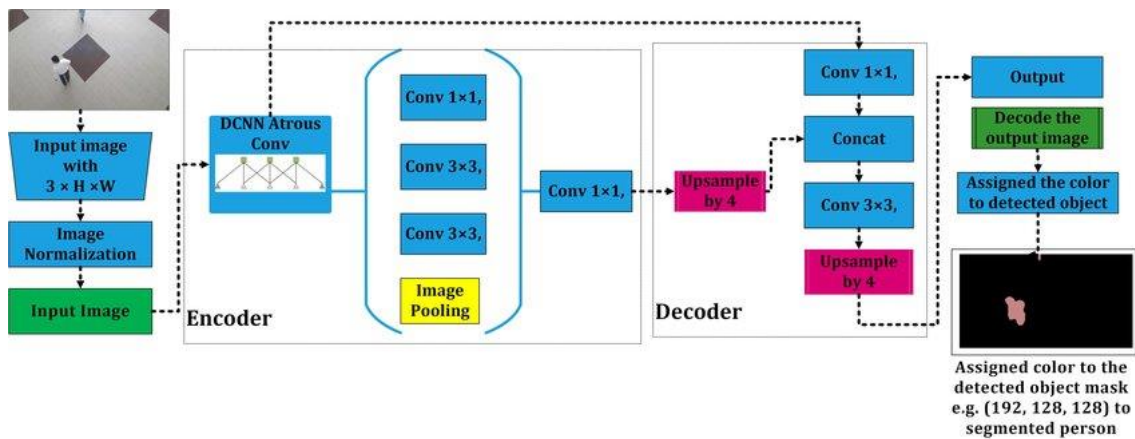 Input image
with
3 × H ×W
Image
Normalization
Input Image
Encoder
DCNN Atrous
Conv
Conv 1×1,
Conv 3×3,
Conv 3×3,
Image
Pooling
Conv 1×1,
Decoder
Upsample
by 4
Conv 1×1,
Concat
Conv 3×3,
Upsample
by 4
Output
Decode the
output image
Assigned the color
to detected object
Assigned color to the
detected object mask
e.g. (192, 128, 128) to
segmented person